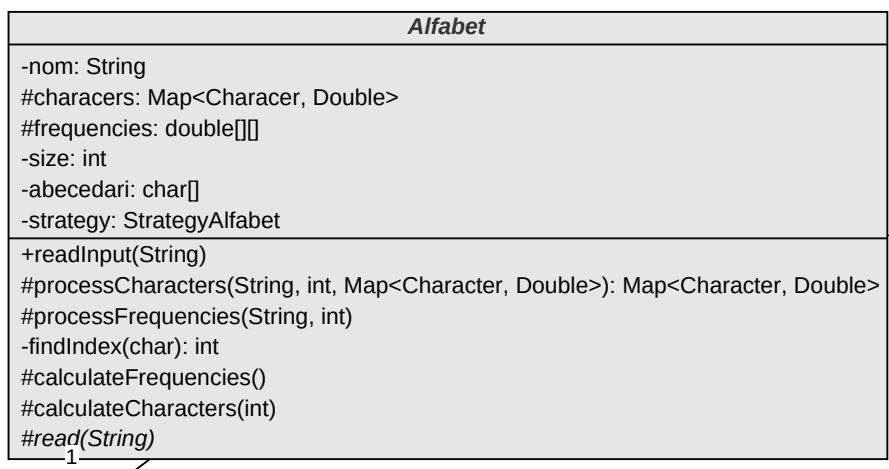 Alfabet
-nom: String
#characers: Map<Characer, Double>
#frequencies: double[][]
-size: int
-abecedari: char[]
-strategy: StrategyAlfabet
+readInput(String)
#processCharacters(String, int, Map<Character, Double>): Map<Character, Double>
#processFrequencies(String, int)
-findIndex(char): int
#calculateFrequencies()
#calculateCharacters(int)
#read(String)
1